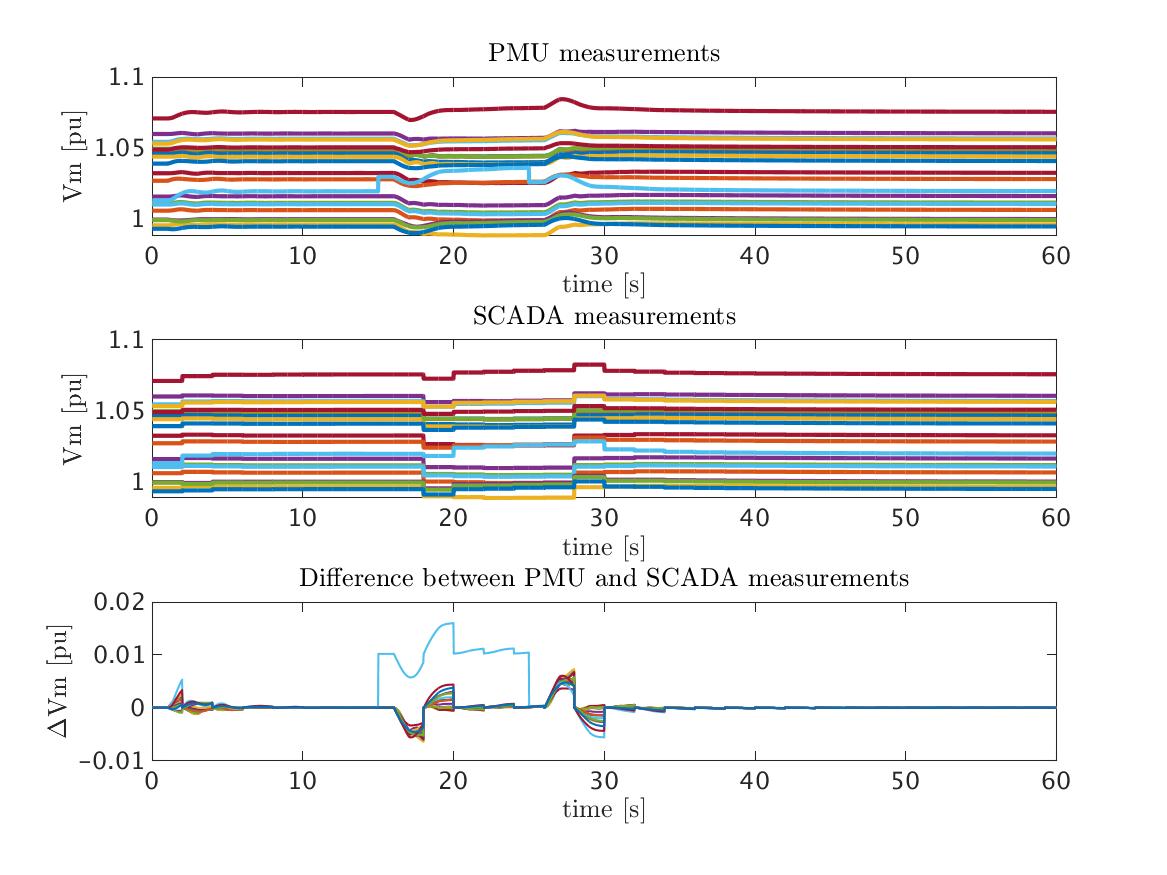 PMU measurements
1.1
1.05
1
Vm [pu]
0 10 20 30 40 50 60
time [s]
SCADA measurements
1.1
1.05
1
Vm [pu]
0 10 20 30 40 50 60
time [s]
Difference between PMU and SCADA measurements
0.02
0.01
0
-0.01
ΔVm [pu]
0 10 20 30 40 50 60
time [s]